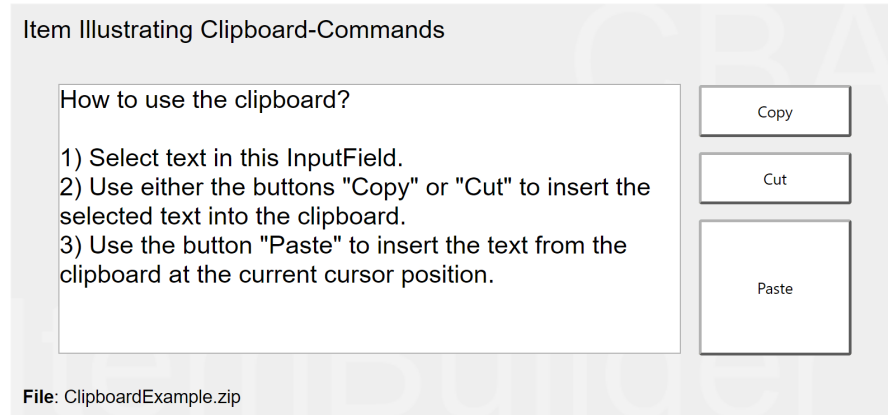 Item Illustrating Clipboard-Commands
How to use the clipboard?
1) Select text in this InputField.
2) Use either the buttons "Copy" or "Cut" to insert the
selected text into the clipboard.
3) Use the button "Paste" to insert the text from the
clipboard at the current cursor position.
Copy
Cut
Paste
File: ClipboardExample.zip
CBA
ItemBuilder